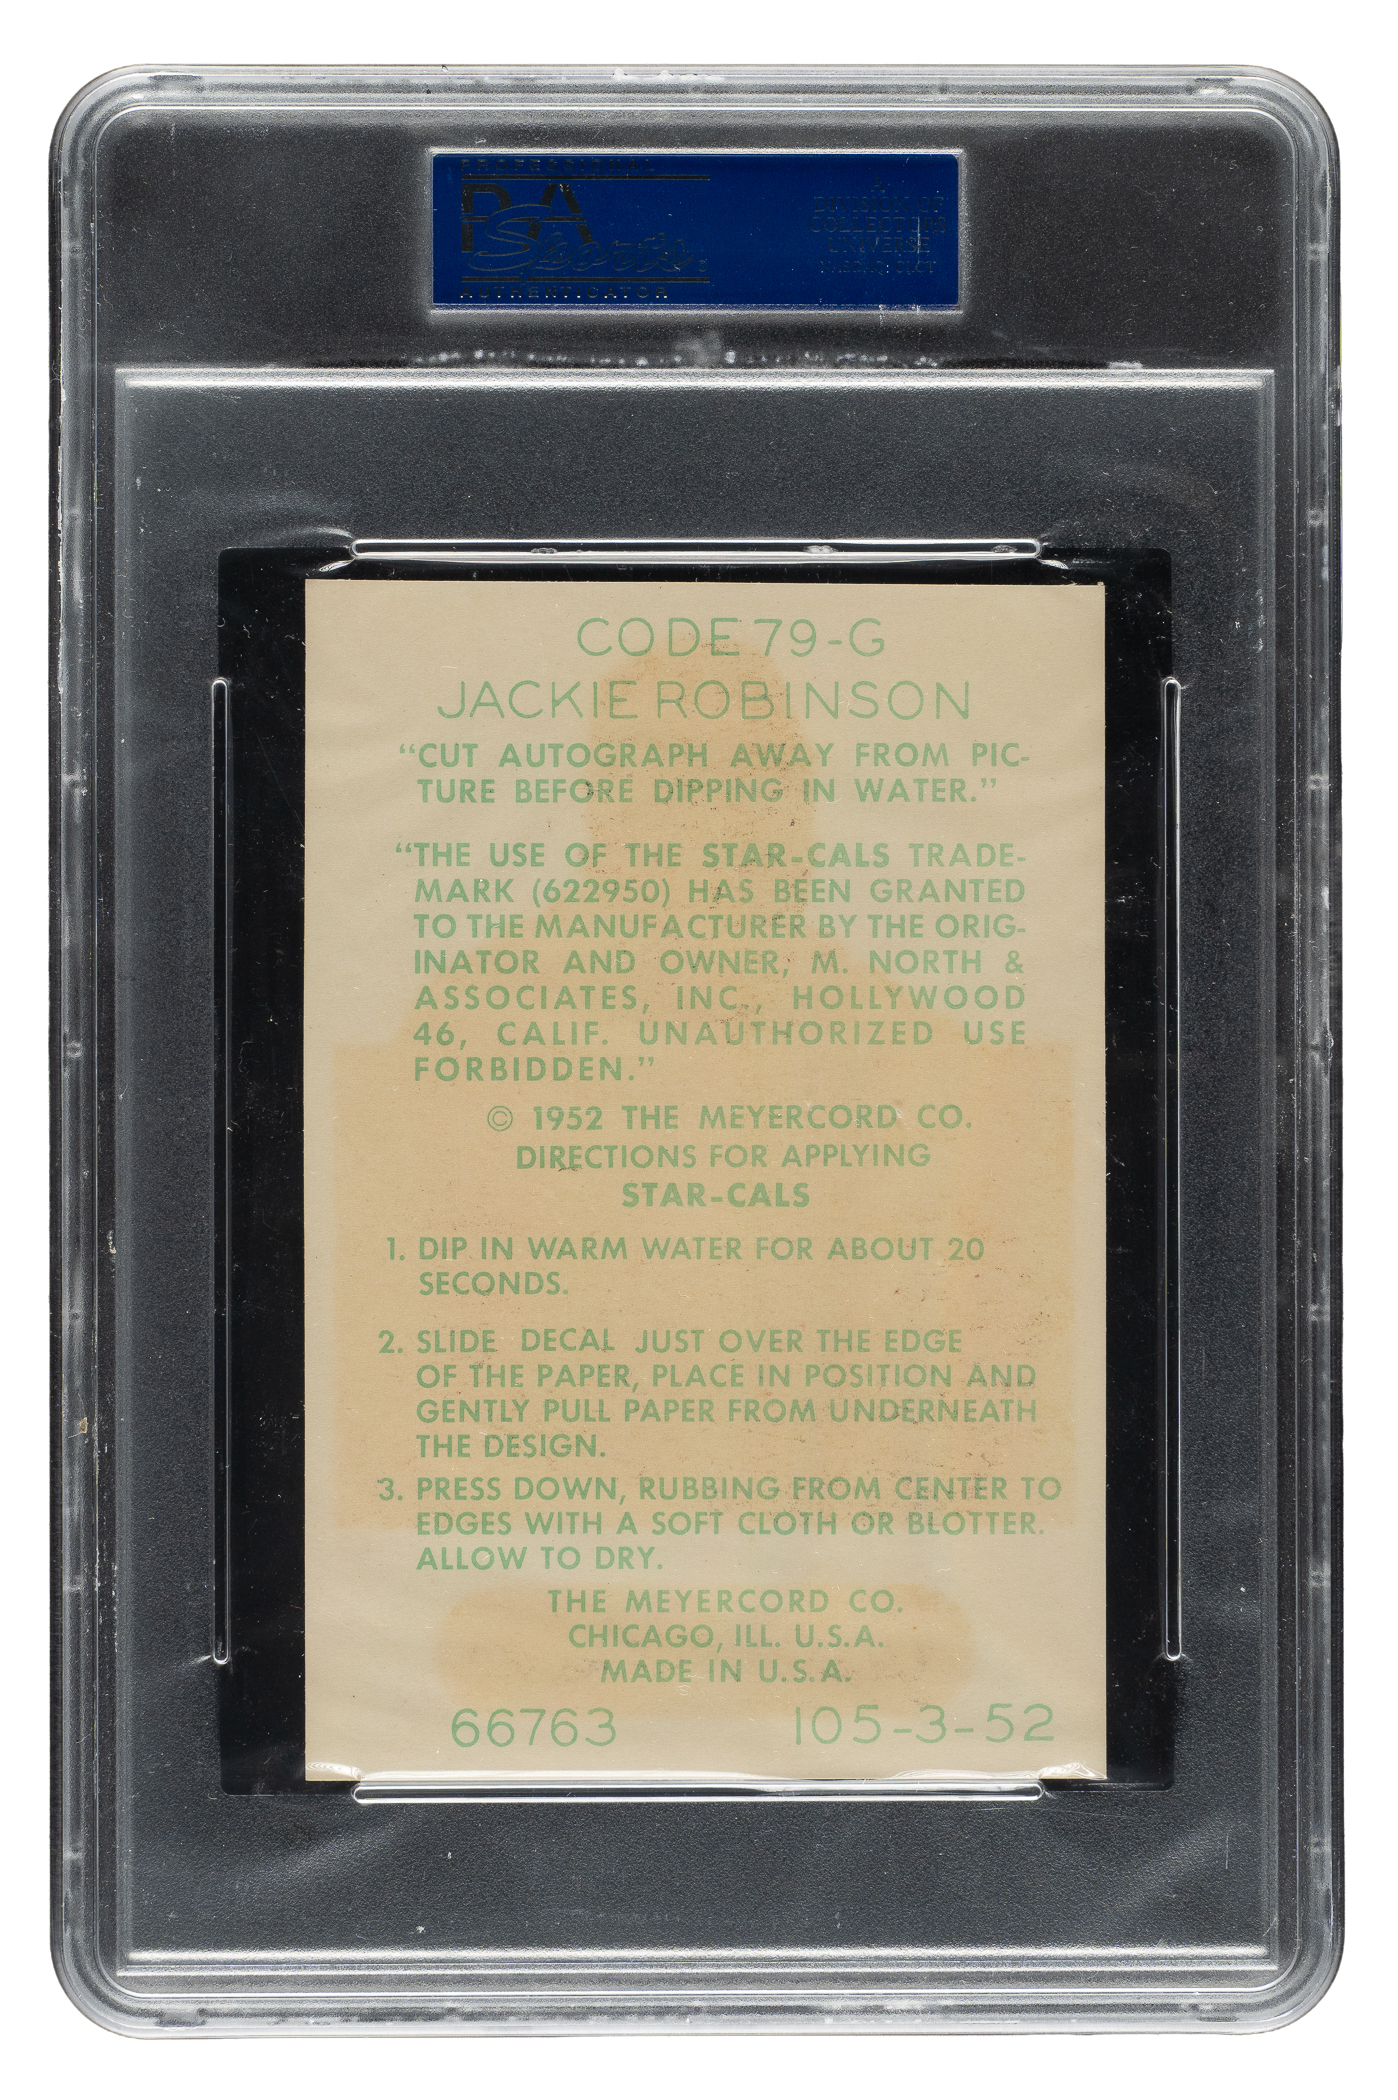 PROFESSIONAL
PSA
Sports
AUTHENTICATOR
A
DIVISION OF
COLLECTORS
UNIVERSE
NASDAQ: CLCT
CODE 79-G
JACKIE ROBINSON
“CUT AUTOGRAPH AWAY FROM PIC-
TURE BEFORE DIPPING IN WATER.”
“THE USE OF THE STAR-CALS TRADE-
MARK (622950) HAS BEEN GRANTED
TO THE MANUFACTURER BY THE ORIG-
INATOR AND OWNER, M. NORTH &
ASSOCIATES, INC., HOLLYWOOD
46, CALIF. UNAUTHORIZED USE
FORBIDDEN.”
© 1952 THE MEYERCORD CO.
DIRECTIONS FOR APPLYING
STAR-CALS
1. DIP IN WARM WATER FOR ABOUT 20
SECONDS.
2. SLIDE DECAL JUST OVER THE EDGE
OF THE PAPER, PLACE IN POSITION AND
GENTLY PULL PAPER FROM UNDERNEATH
THE DESIGN.
3. PRESS DOWN, RUBBING FROM CENTER TO
EDGES WITH A SOFT CLOTH OR BLOTTER.
ALLOW TO DRY.
THE MEYERCORD CO.
CHICAGO, ILL. U.S.A.
MADE IN U.S.A.
66763 105-3-52